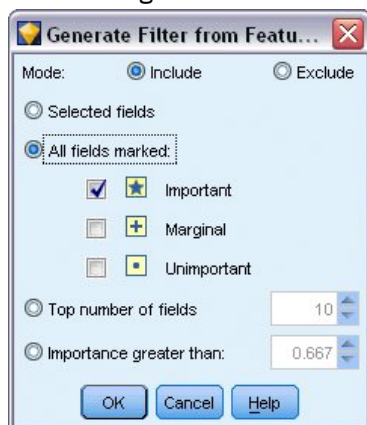 Generate Filter from Featu...
Mode: Include Exclude
Selected fields
All fields marked:
Important
Marginal
Unimportant
Top number of fields 10
Importance greater than: 0.667
OK Cancel Help